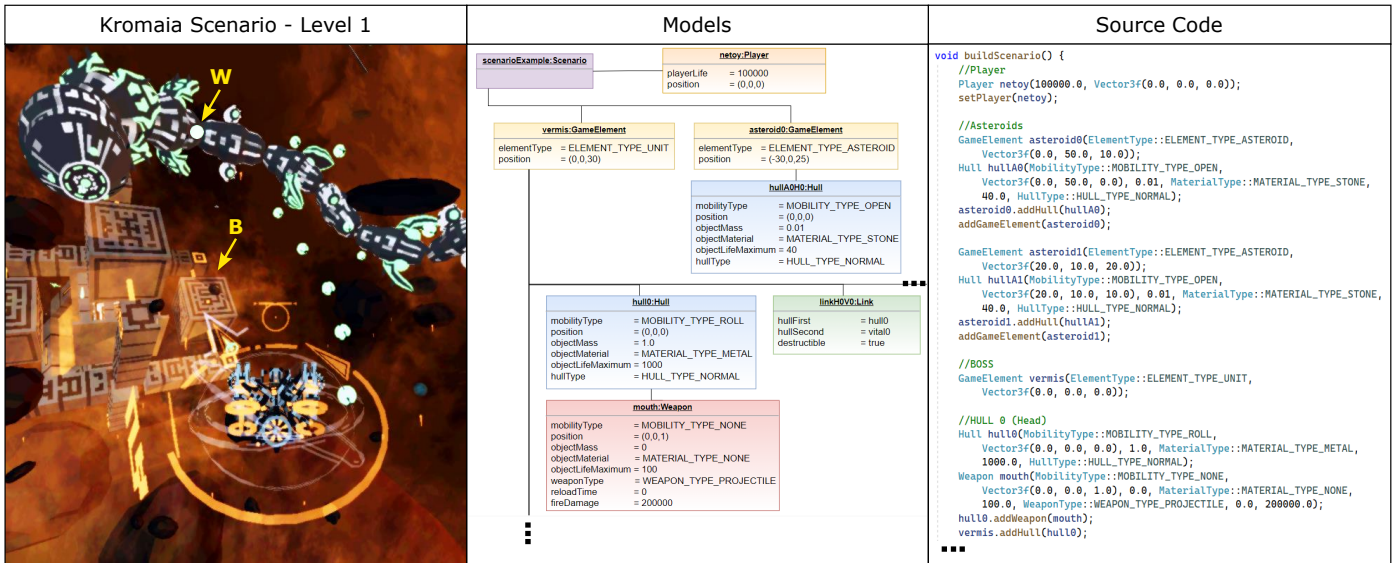 Kromaia Scenario - Level 1
W
B
Models
scenarioExample:Scenario
netoy:Player
playerLife = 100000
position = (0,0,0)
vermis:GameElement
elementType = ELEMENT_TYPE_UNIT
position = (0,0,30)
asteroid0:GameElement
elementType = ELEMENT_TYPE_ASTEROID
position = (-30,0,25)
hullA0H0:Hull
mobilityType = MOBILITY_TYPE_OPEN
position = (0,0,0)
objectMass = 0.01
objectMaterial = MATERIAL_TYPE_STONE
objectLifeMaximum = 40
hullType = HULL_TYPE_NORMAL
hull0:Hull
mobilityType = MOBILITY_TYPE_ROLL
position = (0,0,0)
objectMass = 1.0
objectMaterial = MATERIAL_TYPE_METAL
objectLifeMaximum = 1000
hullType = HULL_TYPE_NORMAL
linkH0V0:Link
hullFirst = hull0
hullSecond = vital0
destructible = true
mouth:Weapon
mobilityType = MOBILITY_TYPE_NONE
position = (0,0,1)
objectMass = 0
objectMaterial = MATERIAL_TYPE_NONE
objectLifeMaximum = 100
weaponType = WEAPON_TYPE_PROJECTILE
reloadTime = 0
fireDamage = 200000
Source Code
void buildScenario() {
//Player
Player netoy(100000.0, Vector3f(0.0, 0.0, 0.0));
setPlayer(netoy);
//Asteroids
GameElement asteroid0(ElementType::ELEMENT_TYPE_ASTEROID,
Vector3f(0.0, 50.0, 10.0));
Hull hullA0(MobilityType::MOBILITY_TYPE_OPEN,
Vector3f(0.0, 50.0, 0.0), 0.01, MaterialType::MATERIAL_TYPE_STONE,
40.0, HullType::HULL_TYPE_NORMAL);
asteroid0.addHull(hullA0);
addGameElement(asteroid0);
GameElement asteroid1(ElementType::ELEMENT_TYPE_ASTEROID,
Vector3f(20.0, 10.0, 20.0));
Hull hullA1(MobilityType::MOBILITY_TYPE_OPEN,
Vector3f(20.0, 10.0, 10.0), 0.01, MaterialType::MATERIAL_TYPE_STONE,
40.0, HullType::HULL_TYPE_NORMAL);
asteroid1.addHull(hullA1);
addGameElement(asteroid1);
//BOSS
GameElement vermis(ElementType::ELEMENT_TYPE_UNIT,
Vector3f(0.0, 0.0, 0.0));
//HULL 0 (Head)
Hull hull0(MobilityType::MOBILITY_TYPE_ROLL,
Vector3f(0.0, 0.0, 0.0), 1.0, MaterialType::MATERIAL_TYPE_METAL,
1000.0, HullType::HULL_TYPE_NORMAL);
Weapon mouth(MobilityType::MOBILITY_TYPE_NONE,
Vector3f(0.0, 0.0, 1.0), 0.0, MaterialType::MATERIAL_TYPE_NONE,
100.0, WeaponType::WEAPON_TYPE_PROJECTILE, 0.0, 200000.0);
hull0.addWeapon(mouth);
vermis.addHull(hull0);